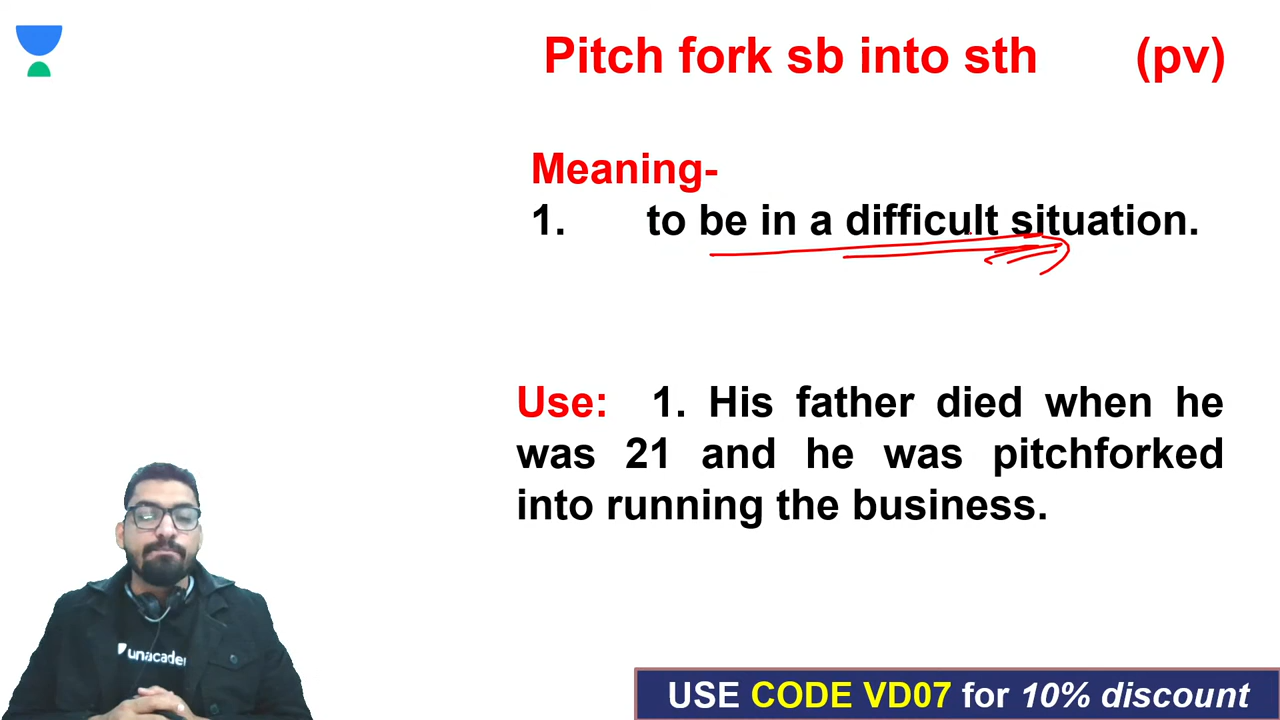 Pitch fork sb into sth (pv)
Meaning-
1. to be in a difficult situation.
Use: 1. His father died when he
was 21 and he was pitchforked
into running the business.
unacade
USE CODE VD07 for 10% discount